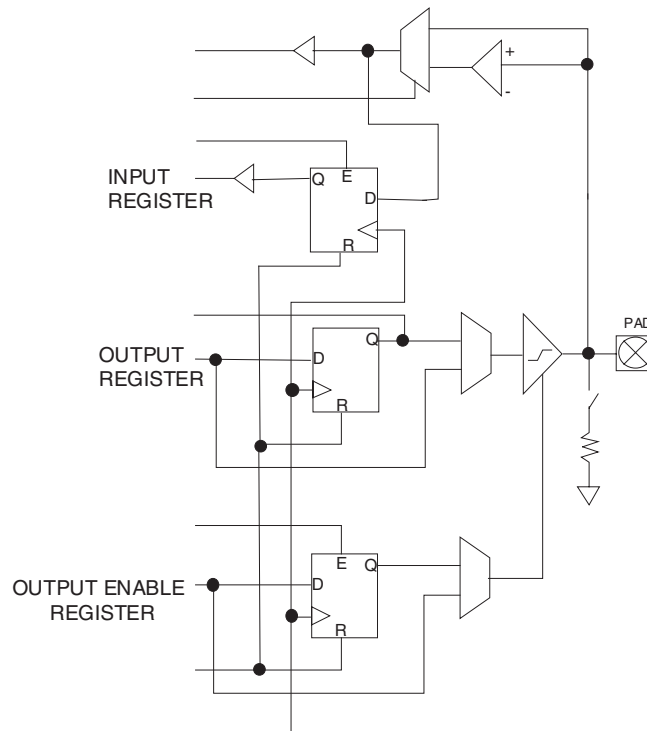 +
-
E
INPUT
REGISTER
Q
D
R
PAD
Q
OUTPUT
REGISTER
D
R
E
Q
OUTPUT ENABLE
REGISTER
D
R